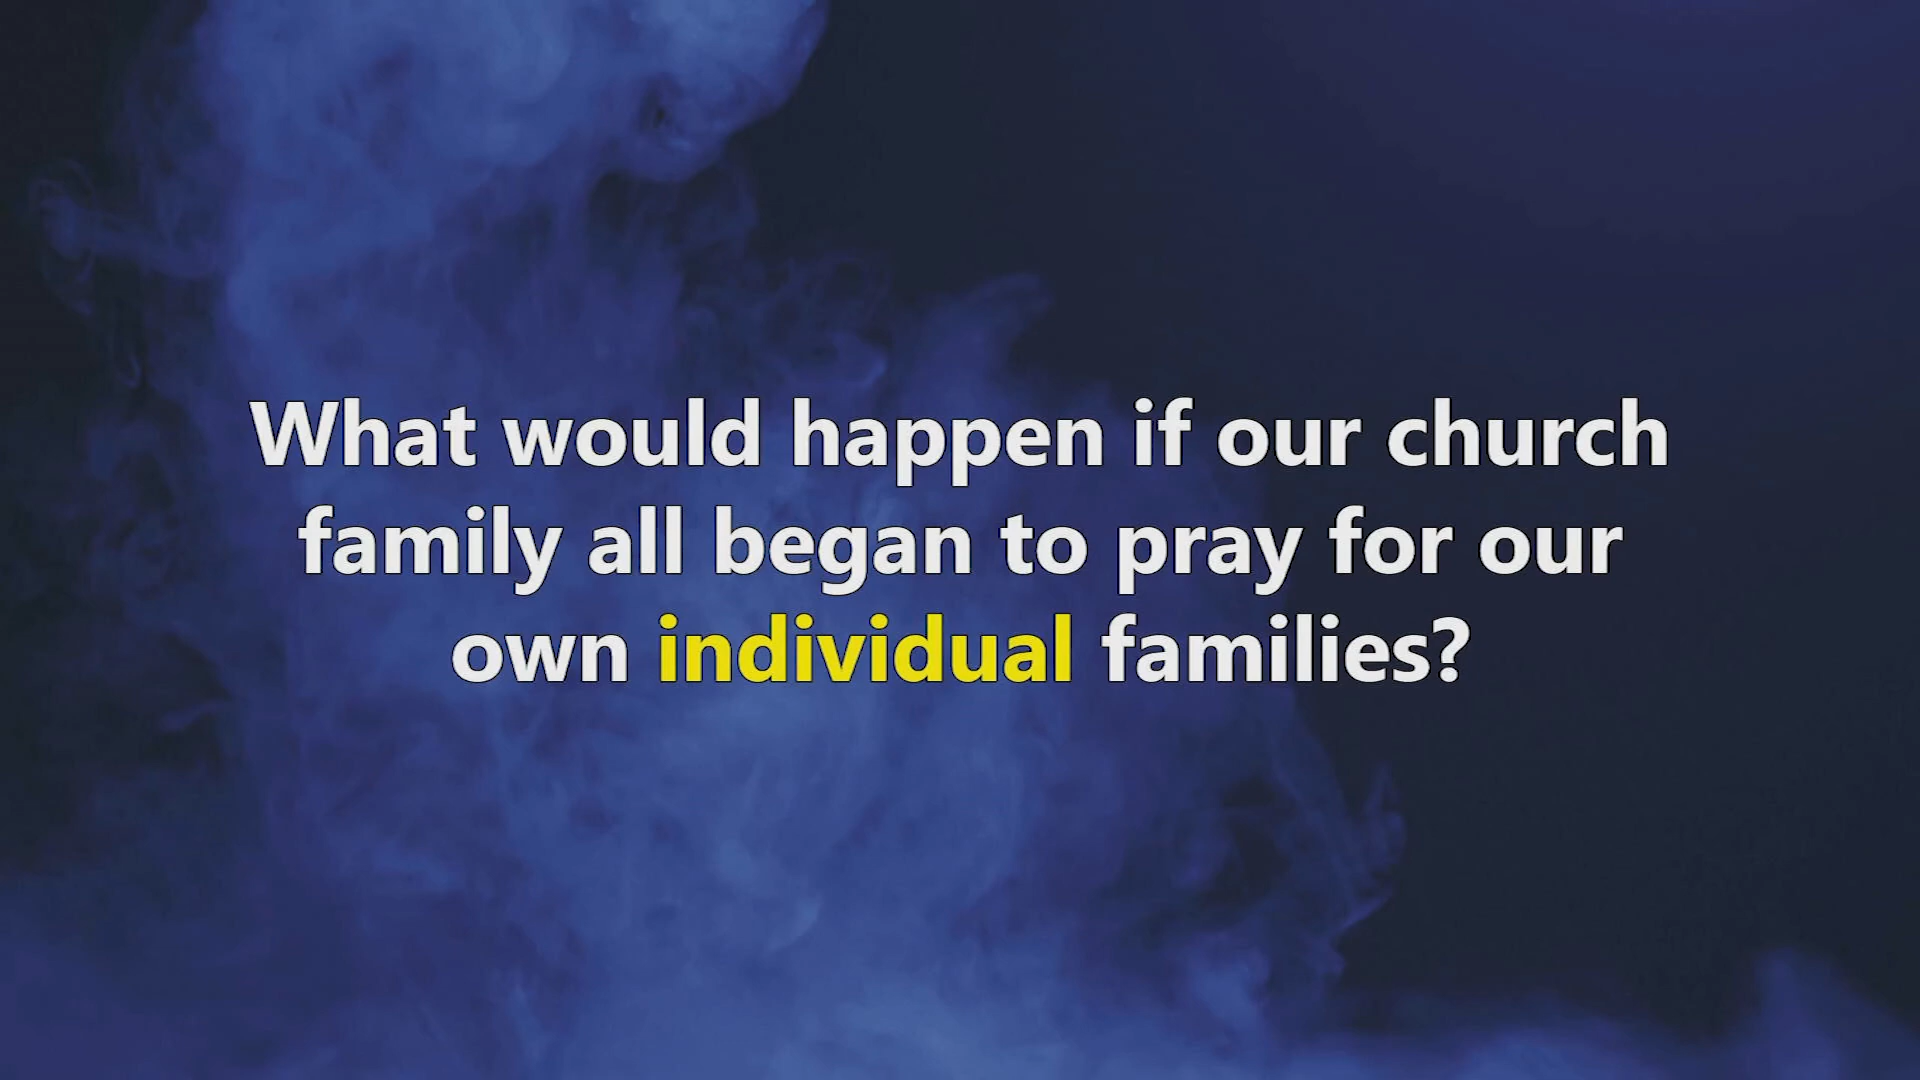 What would happen if our church
family all began to pray for our
own individual families?